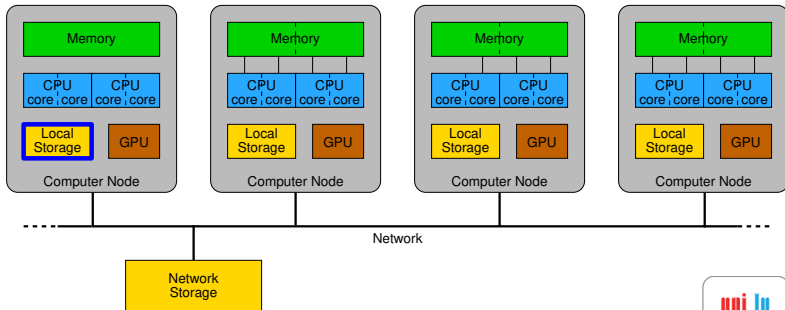 Memory Memory Memory Memory
CPU CPU CPU CPU CPU CPU CPU CPU
core core core core core core core core core core core core core core core core
Local Local Local Local
Storage GPU Storage GPU Storage GPU Storage GPU
Computer Node Computer Node Computer Node Computer Node
Network
Network
Storage
uni lu